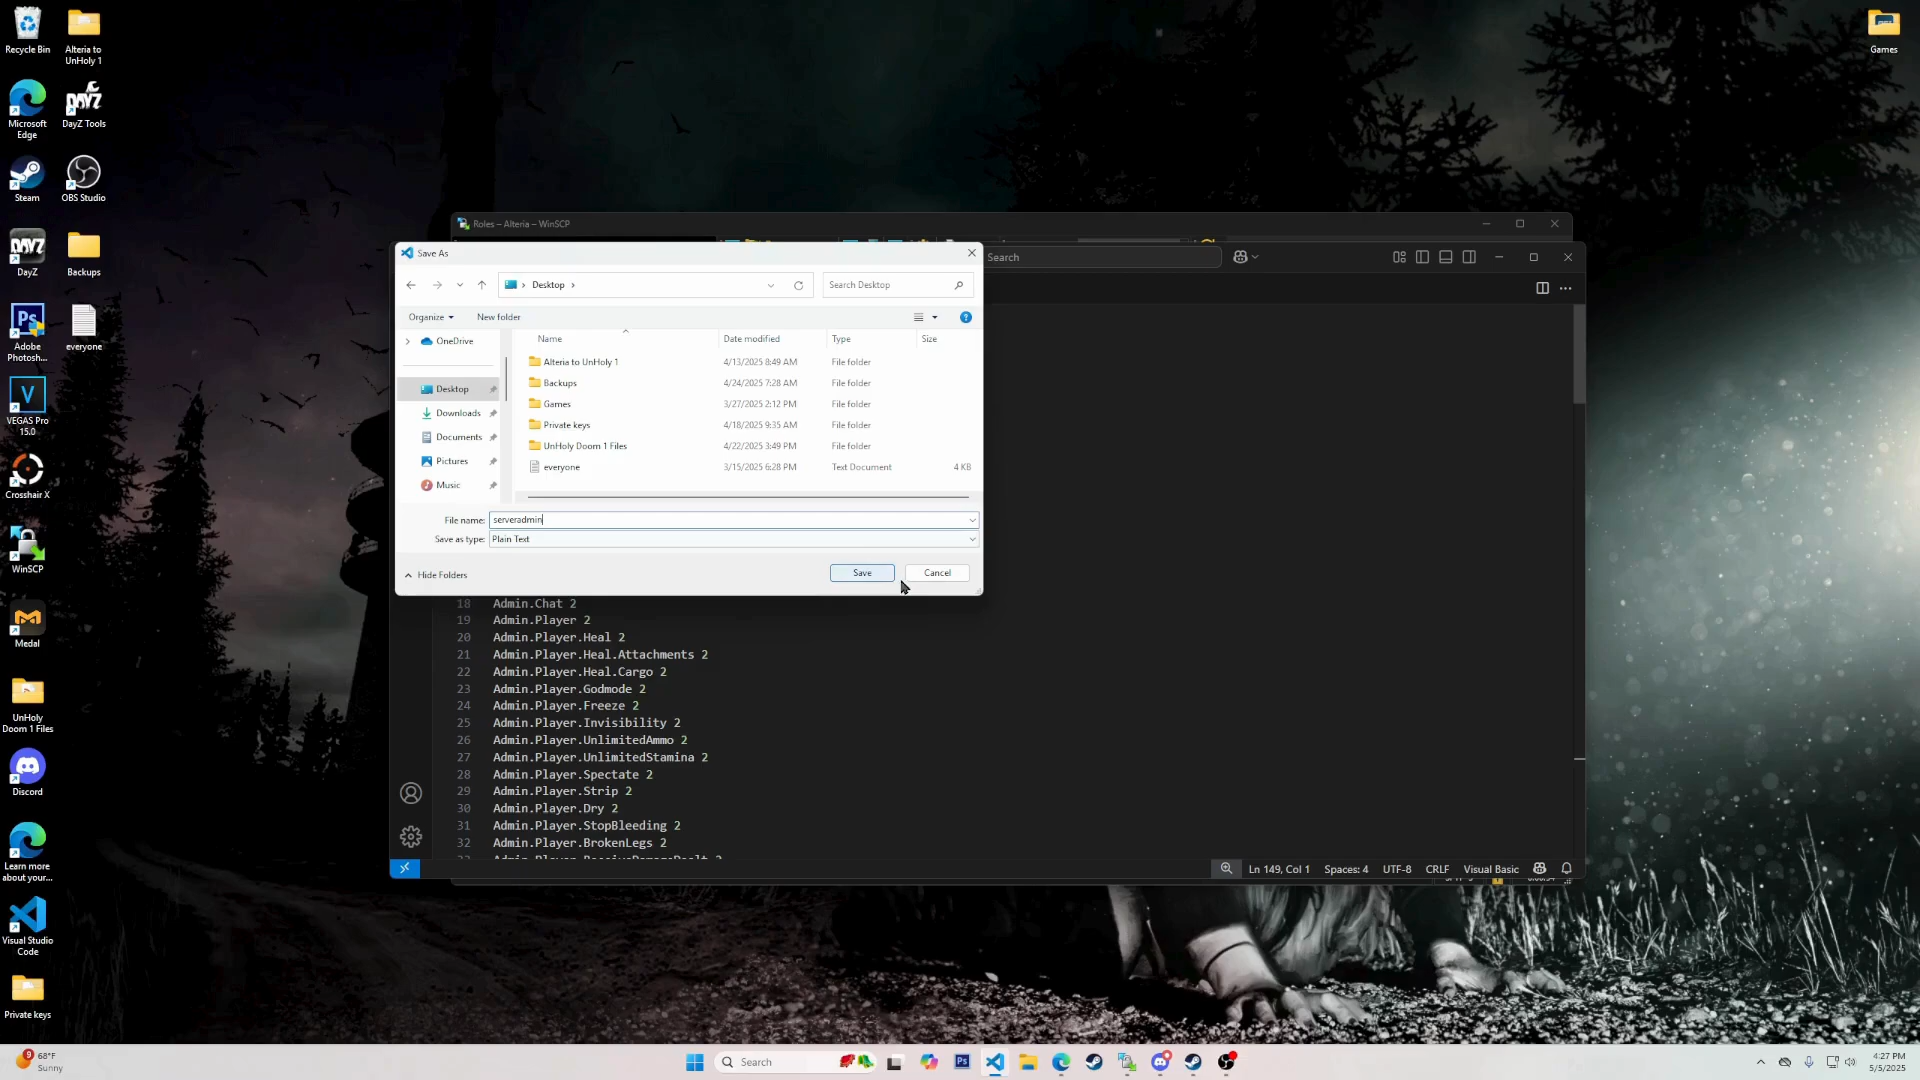 Recycle Bin
Alteria to
UnHoly 1
Games
Microsoft
Edge
DayZ Tools
Steam
OBS Studio
DayZ
Backups
Adobe
Photosh...
everyone
VEGAS Pro
15.0
Crosshair X
WinSCP
Medal
UnHoly
Doom 1 Files
Discord
Learn more
about your...
Visual Studio
Code
Private keys
Roles – Alteria – WinSCP
Save As
Search
Desktop
Search Desktop
Organize
New folder
Name Date modified Type Size
OneDrive
Desktop
Downloads
Documents
Pictures
Music
Alteria to UnHoly 1 4/13/2025 8:49 AM File folder
Backups 4/24/2025 7:28 AM File folder
Games 3/27/2025 2:12 PM File folder
Private keys 4/18/2025 9:35 AM File folder
UnHoly Doom 1 Files 4/22/2025 3:49 PM File folder
everyone 3/15/2025 6:28 PM Text Document 4 KB
File name: serveradmin
Save as type: Plain Text
Hide Folders
Save
Cancel
18 Admin.Chat 2
19 Admin.Player 2
20 Admin.Player.Heal 2
21 Admin.Player.Heal.Attachments 2
22 Admin.Player.Heal.Cargo 2
23 Admin.Player.Godmode 2
24 Admin.Player.Freeze 2
25 Admin.Player.Invisibility 2
26 Admin.Player.UnlimitedAmmo 2
27 Admin.Player.UnlimitedStamina 2
28 Admin.Player.Spectate 2
29 Admin.Player.Strip 2
30 Admin.Player.Dry 2
31 Admin.Player.StopBleeding 2
32 Admin.Player.BrokenLegs 2
Ln 149, Col 1 Spaces: 4 UTF-8 CRLF Visual Basic
9
68°F
Sunny
Search
4:27 PM
5/5/2025